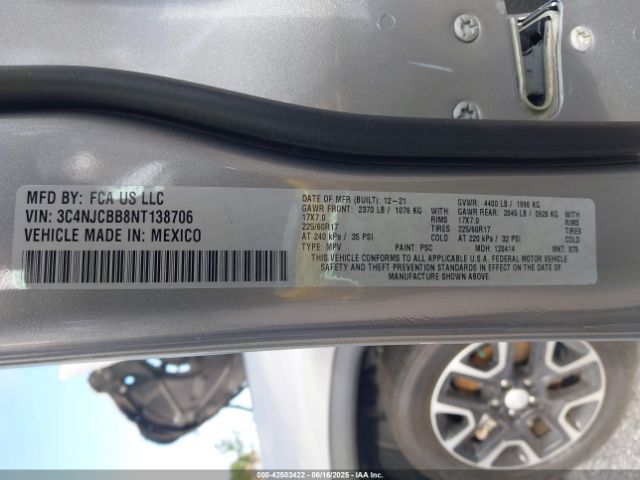 MFD BY: FCA US LLC
VIN: 3C4NJCBB8NT138706
VEHICLE MADE IN: MEXICO
DATE OF MFR (BUILT): 12-21 GVWR: 4400 LB / 1996 KG
GAWR FRONT: 2370 LB / 1076 KG WITH GAWR REAR: 2045 LB / 0928 KG WITH
17X7.0 RIMS 17X7.0 RIMS
225/60R17 TIRES 225/60R17 TIRES
AT 240 kPa / 35 PSI AT 220 kPa / 32 PSI
TYPE: MPV PAINT: PSC MDH: 120414 MKT: 875
THIS VEHICLE CONFORMS TO ALL APPLICABLE U.S.A. FEDERAL MOTOR VEHICLE
SAFETY AND THEFT PREVENTION STANDARDS IN EFFECT ON THE DATE OF MANUFACTURE
SHOWN ABOVE.
000-42503422 - 06/16/2025 - COPYRIGHT IAA, LLC.